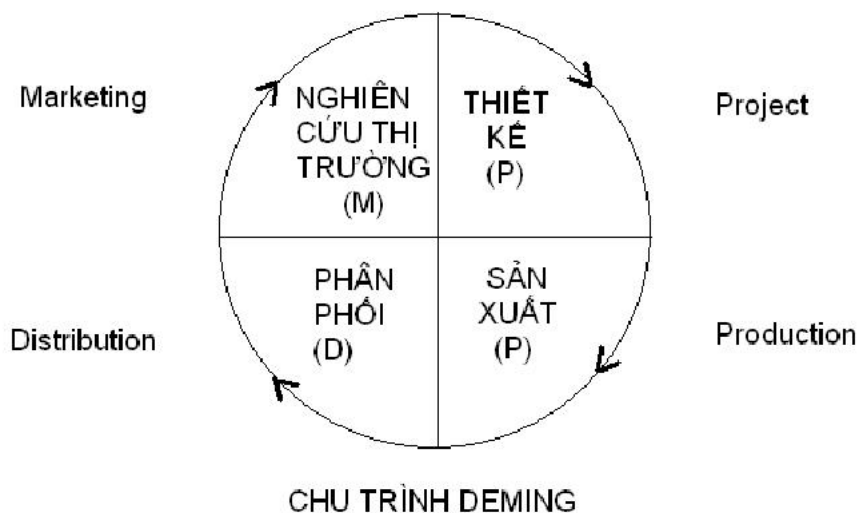 Marketing
NGHIÊN
CỨU THỊ
TRƯỜNG
(M)
THIẾT
KẾ
(P)
Project
Distribution
PHÂN
PHỐI
(D)
SẢN
XUẤT
(P)
Production
CHU TRÌNH DEMING